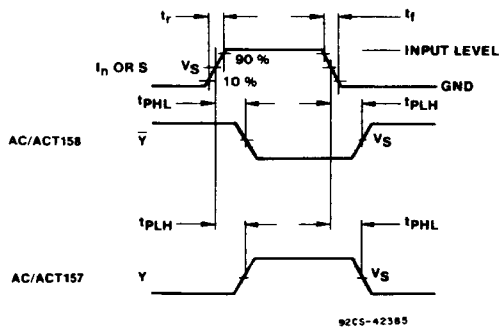 tr tf
90 % INPUT LEVEL
In OR S VS
10 % GND
tPHL tPLH
AC/ACT158 Y̅ VS
tPLH tPHL
AC/ACT157 Y VS
92CS-42385